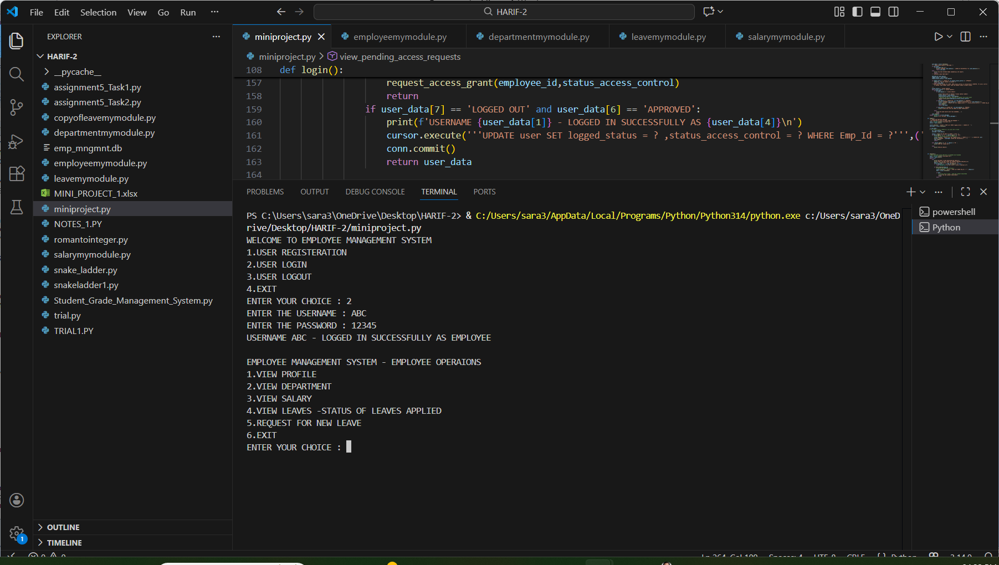 File Edit Selection View Go Run ···
HARIF-2
EXPLORER
HARIF-2
__pycache__
assignment5_Task1.py
assignment5_Task2.py
copyofleavemymodule.py
departmentmymodule.py
emp_mngmnt.db
employeemymodule.py
leavemymodule.py
MINI_PROJECT_1.xlsx
miniproject.py
NOTES_1.PY
romantointeger.py
salarymymodule.py
snake_ladder.py
snakeladder1.py
Student_Grade_Management_System.py
trial.py
TRIAL1.PY
OUTLINE
TIMELINE
1
miniproject.py employeemymodule.py departmentmymodule.py leavemymodule.py salarymymodule.py
miniproject.py > view_pending_access_requests
108 def login():
157 request_access_grant(employee_id,status_access_control)
158 return
159 if user_data[7] == 'LOGGED OUT' and user_data[6] == 'APPROVED':
160 print(f'USERNAME {user_data[1]} - LOGGED IN SUCCESSFULLY AS {user_data[4]}\n')
161 cursor.execute('''UPDATE user SET logged_status = ? ,status_access_control = ? WHERE Emp_Id = ?''',('
162 conn.commit()
163 return user_data
164
PROBLEMS OUTPUT DEBUG CONSOLE TERMINAL PORTS
PS C:\Users\sara3\OneDrive\Desktop\HARIF-2> & C:/Users/sara3/AppData/Local/Programs/Python/Python314/python.exe c:/Users/sara3/OneD
rive/Desktop/HARIF-2/miniproject.py
WELCOME TO EMPLOYEE MANAGEMENT SYSTEM
1.USER REGISTERATION
2.USER LOGIN
3.USER LOGOUT
4.EXIT
ENTER YOUR CHOICE : 2
ENTER THE USERNAME : ABC
ENTER THE PASSWORD : 12345
USERNAME ABC - LOGGED IN SUCCESSFULLY AS EMPLOYEE
EMPLOYEE MANAGEMENT SYSTEM - EMPLOYEE OPERAIONS
1.VIEW PROFILE
2.VIEW DEPARTMENT
3.VIEW SALARY
4.VIEW LEAVES -STATUS OF LEAVES APPLIED
5.REQUEST FOR NEW LEAVE
6.EXIT
ENTER YOUR CHOICE :
powershell
Python